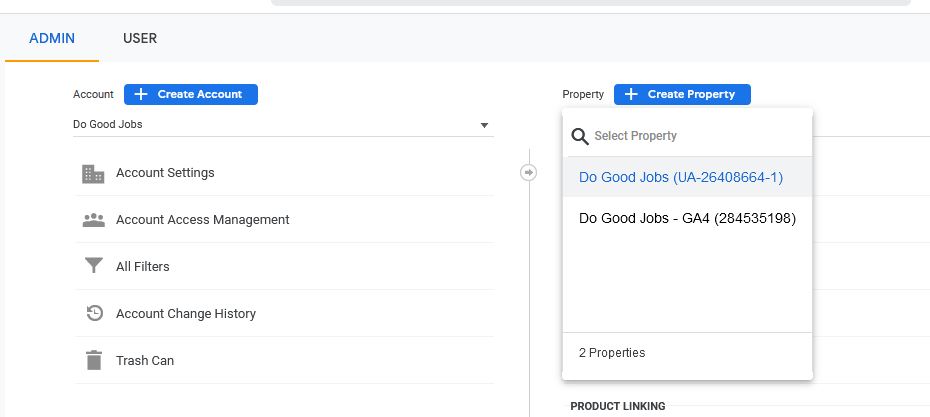 ADMIN USER
Account + Create Account
Do Good Jobs
Account Settings
Account Access Management
All Filters
Account Change History
Trash Can
Property + Create Property
Select Property
Do Good Jobs (UA-26408664-1)
Do Good Jobs - GA4 (284535198)
2 Properties
PRODUCT LINKING